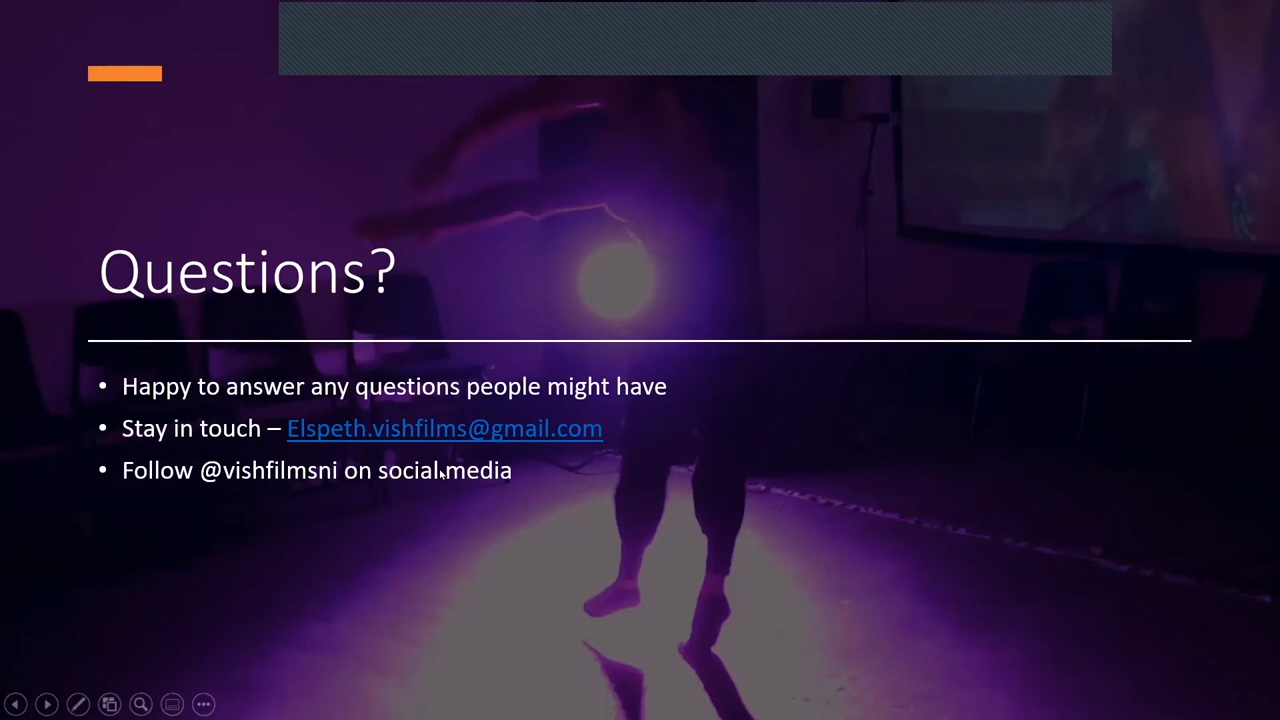 Questions?
• Happy to answer any questions people might have
• Stay in touch – Elspeth.vishfilms@gmail.com
• Follow @vishfilmsni on social media